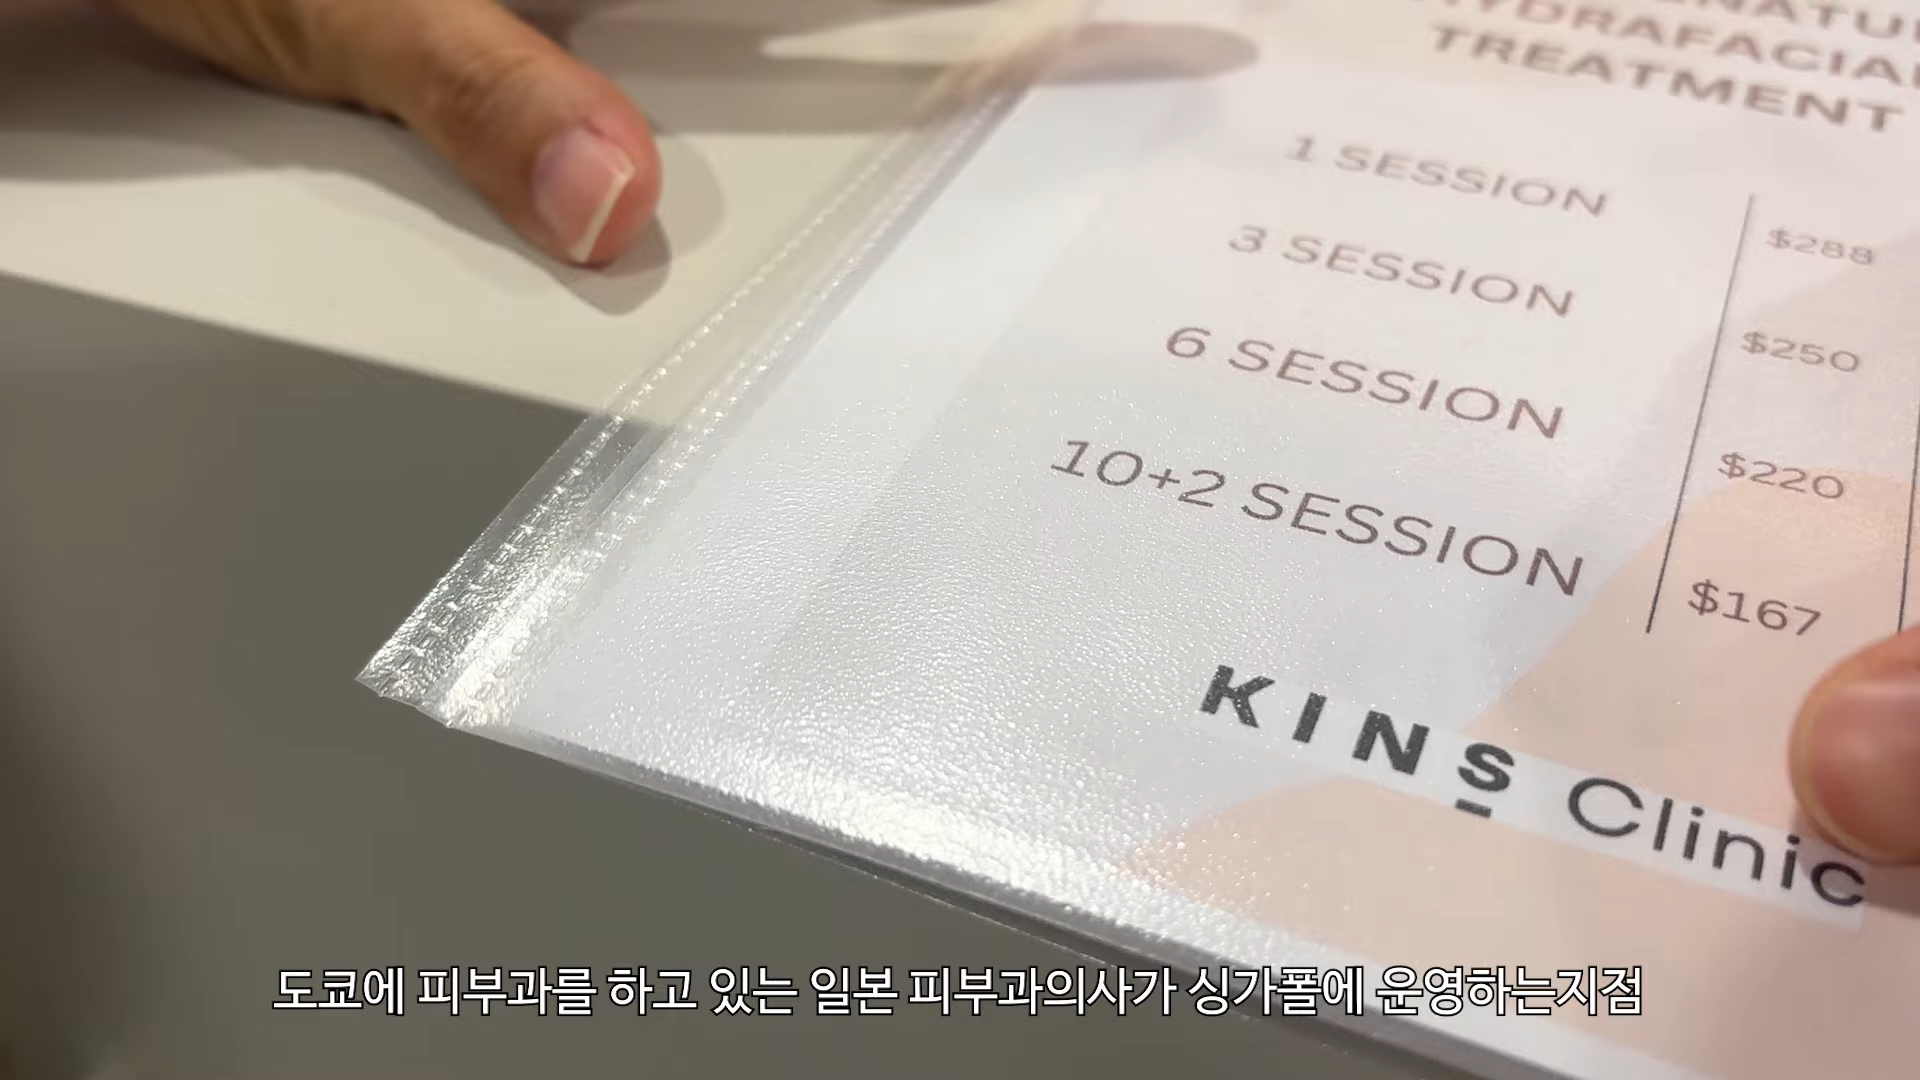 TREATMENT
1 SESSION
$288
3 SESSION
$250
6 SESSION
$220
10+2 SESSION
$167
KINS Clinic
도쿄에 피부과를 하고 있는 일본 피부과의사가 싱가폴에 운영하는지점